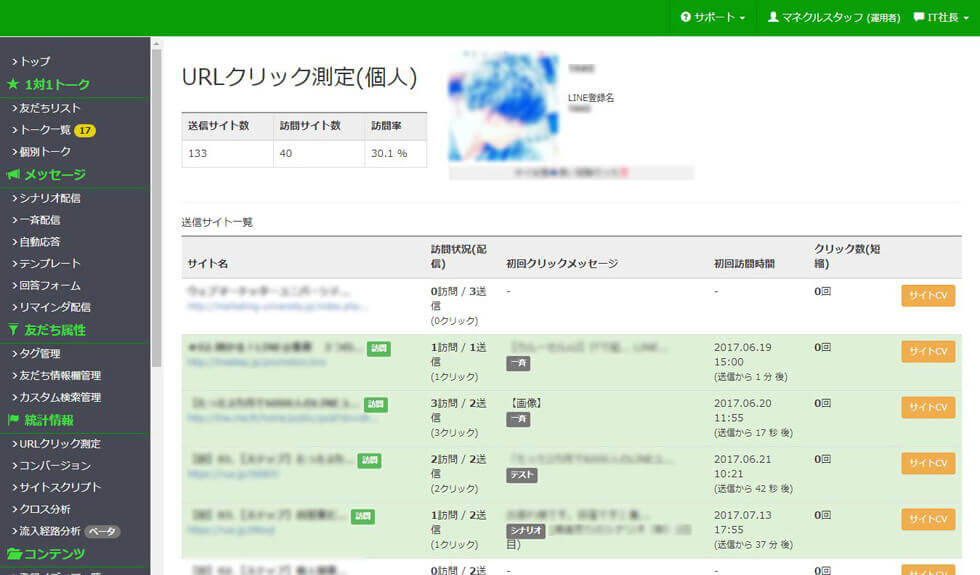 サポート
マネクルスタッフ (運用者)
IT社長
トップ
1対1トーク
友だちリスト
トーク一覧 17
個別トーク
メッセージ
シナリオ配信
一斉配信
自動応答
テンプレート
回答フォーム
リマインダ配信
友だち属性
タグ管理
友だち情報欄管理
カスタム検索管理
統計情報
URLクリック測定
コンバージョン
サイトスクリプト
クロス分析
流入経路分析 ベータ
コンテンツ
URLクリック測定(個人)
LINE登録名
送信サイト数 訪問サイト数 訪問率
133 40 30.1 %
送信サイト一覧
サイト名 訪問状況(配信) 初回クリックメッセージ 初回訪問時間 クリック数(短縮)
0訪問 / 3送信 - - 0回 サイトCV
(0クリック)
訪問 1訪問 / 1送信 一斉 2017.06.19 15:00 0回 サイトCV
(1クリック) (送信から 1 分 後)
訪問 3訪問 / 2送信 【画像】 一斉 2017.06.20 11:55 0回 サイトCV
(3クリック) (送信から 17 秒 後)
訪問 2訪問 / 2送信 テスト 2017.06.21 10:21 0回 サイトCV
(2クリック) (送信から 42 秒 後)
訪問 1訪問 / 2送信 シナリオ 目) 2017.07.13 17:55 0回 サイトCV
(1クリック) (送信から 37 分 後)
0訪問 / 2送 - - 0回 サイトCV